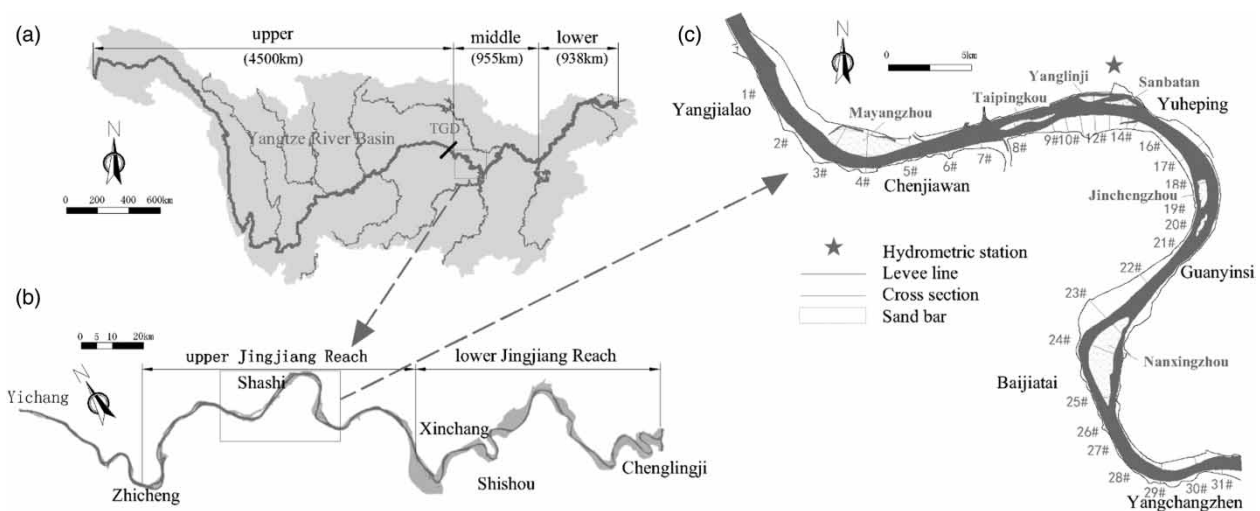 (a)
upper
(4500km)
middle
(955km)
lower
(938km)
N
Yangtze River Basin
TGD
0 200 400 600km
(b)
0 5 10 20km
N
upper Jingjiang Reach
lower Jingjiang Reach
Yichang
Shashi
Xinchang
Zhicheng
Shishou
Chenglingji
(c)
N
0 5km
1#
Yangjialao
2#
Mayangzhou
3#
4#
5#
Chenjiawan
6#
Taipingkou
7#
8#
Yanglinji
Sanbatan
Yuheping
9#
10#
12#
14#
16#
17#
18#
Jinchengzhou
19#
20#
21#
Guanyinsi
22#
23#
24#
Nanxingzhou
Baijiatai
25#
26#
27#
28#
29#
30#
31#
Yangchangzhen
Hydrometric station
Levee line
Cross section
Sand bar